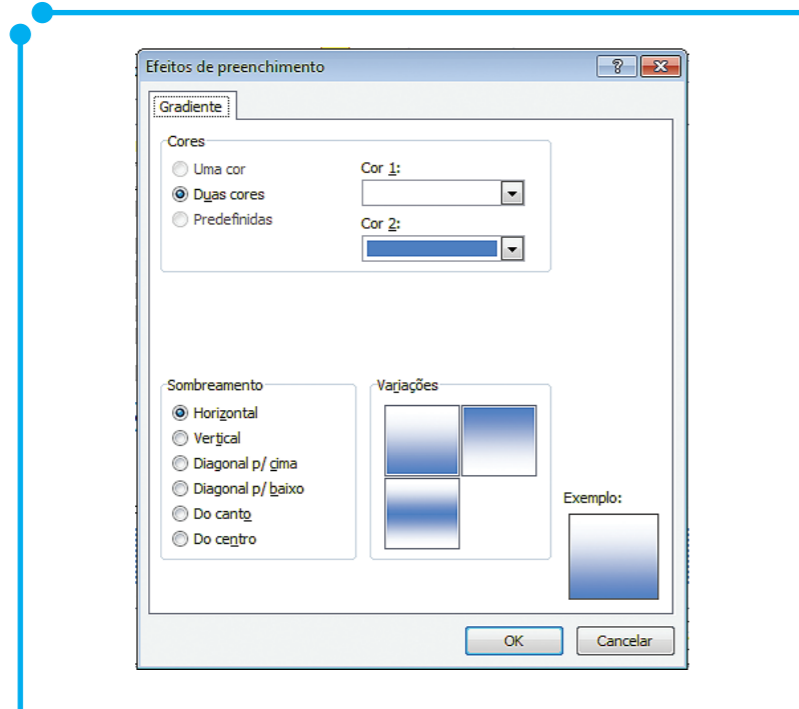 Efeitos de preenchimento
Gradiente
Cores
Uma cor
Duas cores
Predefinidas
Cor 1:
Cor 2:
Sombreamento
Horizontal
Vertical
Diagonal p/ cima
Diagonal p/ baixo
Do canto
Do centro
Variações
Exemplo:
OK
Cancelar